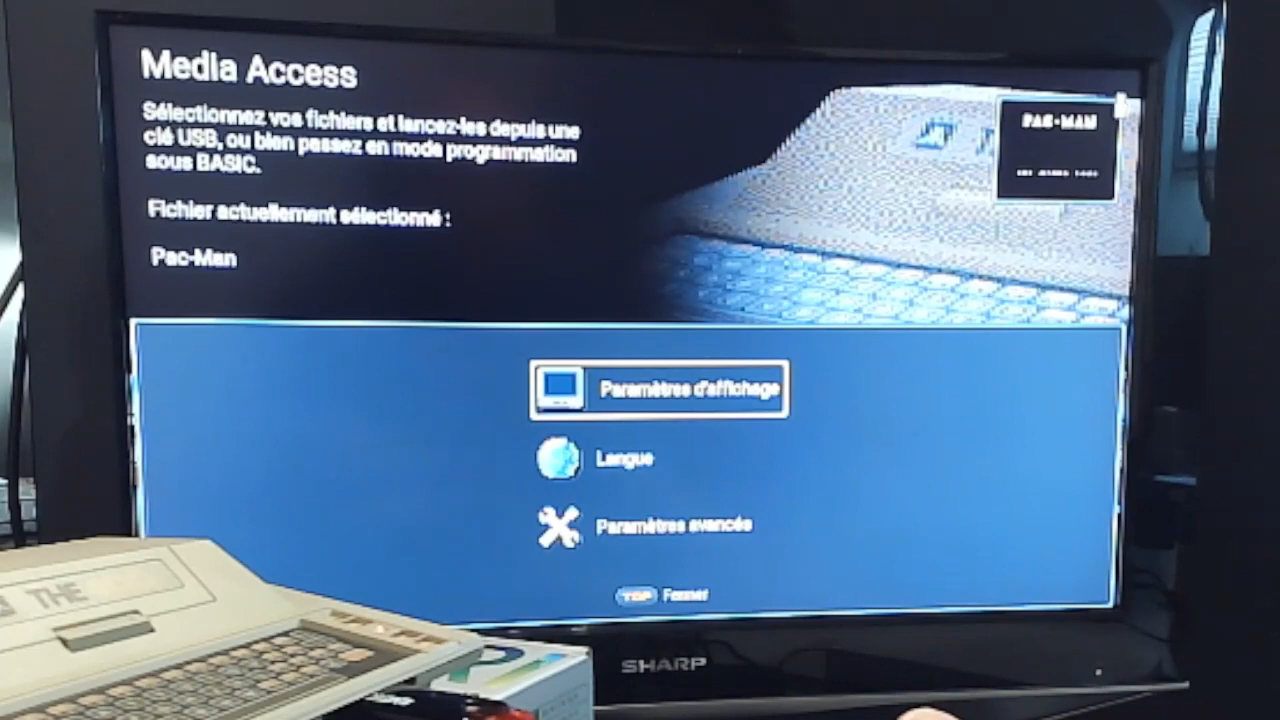 Media Access
Sélectionnez vos fichiers et lancez-les depuis une
clé USB, ou bien passez en mode programmation
sous BASIC.
Fichier actuellement sélectionné :
Pac-Man
PAC-MAN
Paramètres d'affichage
Langue
Paramètres avancés
TOP Fermer
THE
SHARP